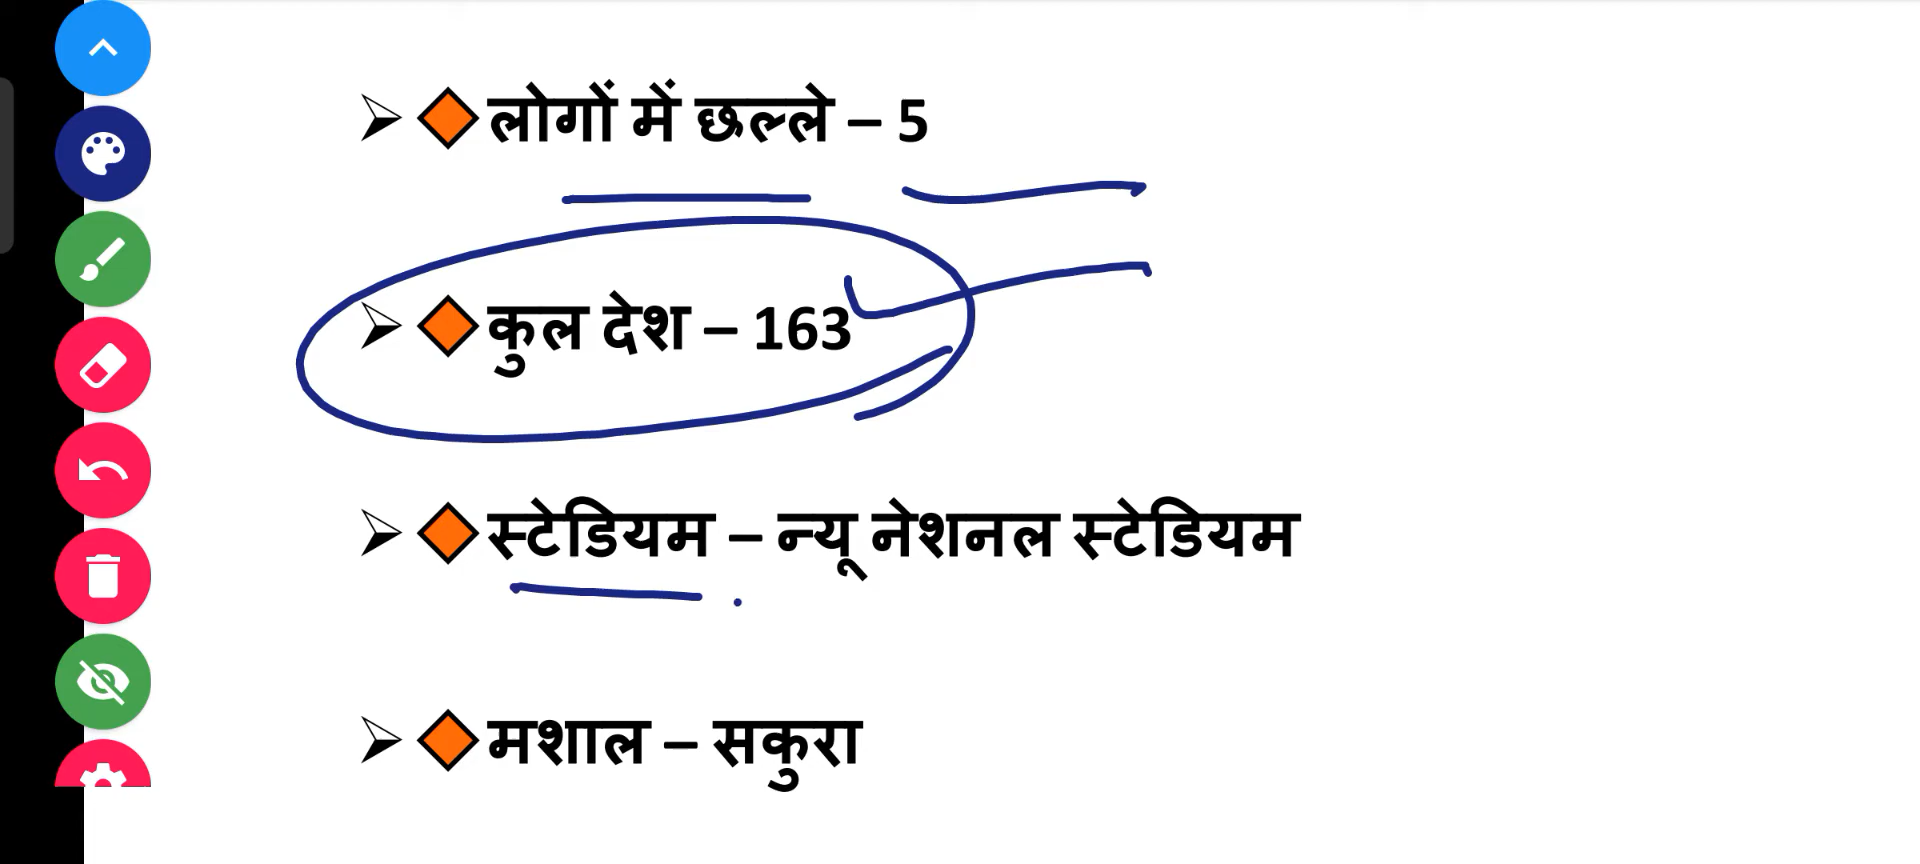 ➢ 🔶लोगों में छल्ले – 5
➢ 🔶कुल देश – 163
➢ 🔶स्टेडियम – न्यू नेशनल स्टेडियम
➢ 🔶मशाल – सकुरा